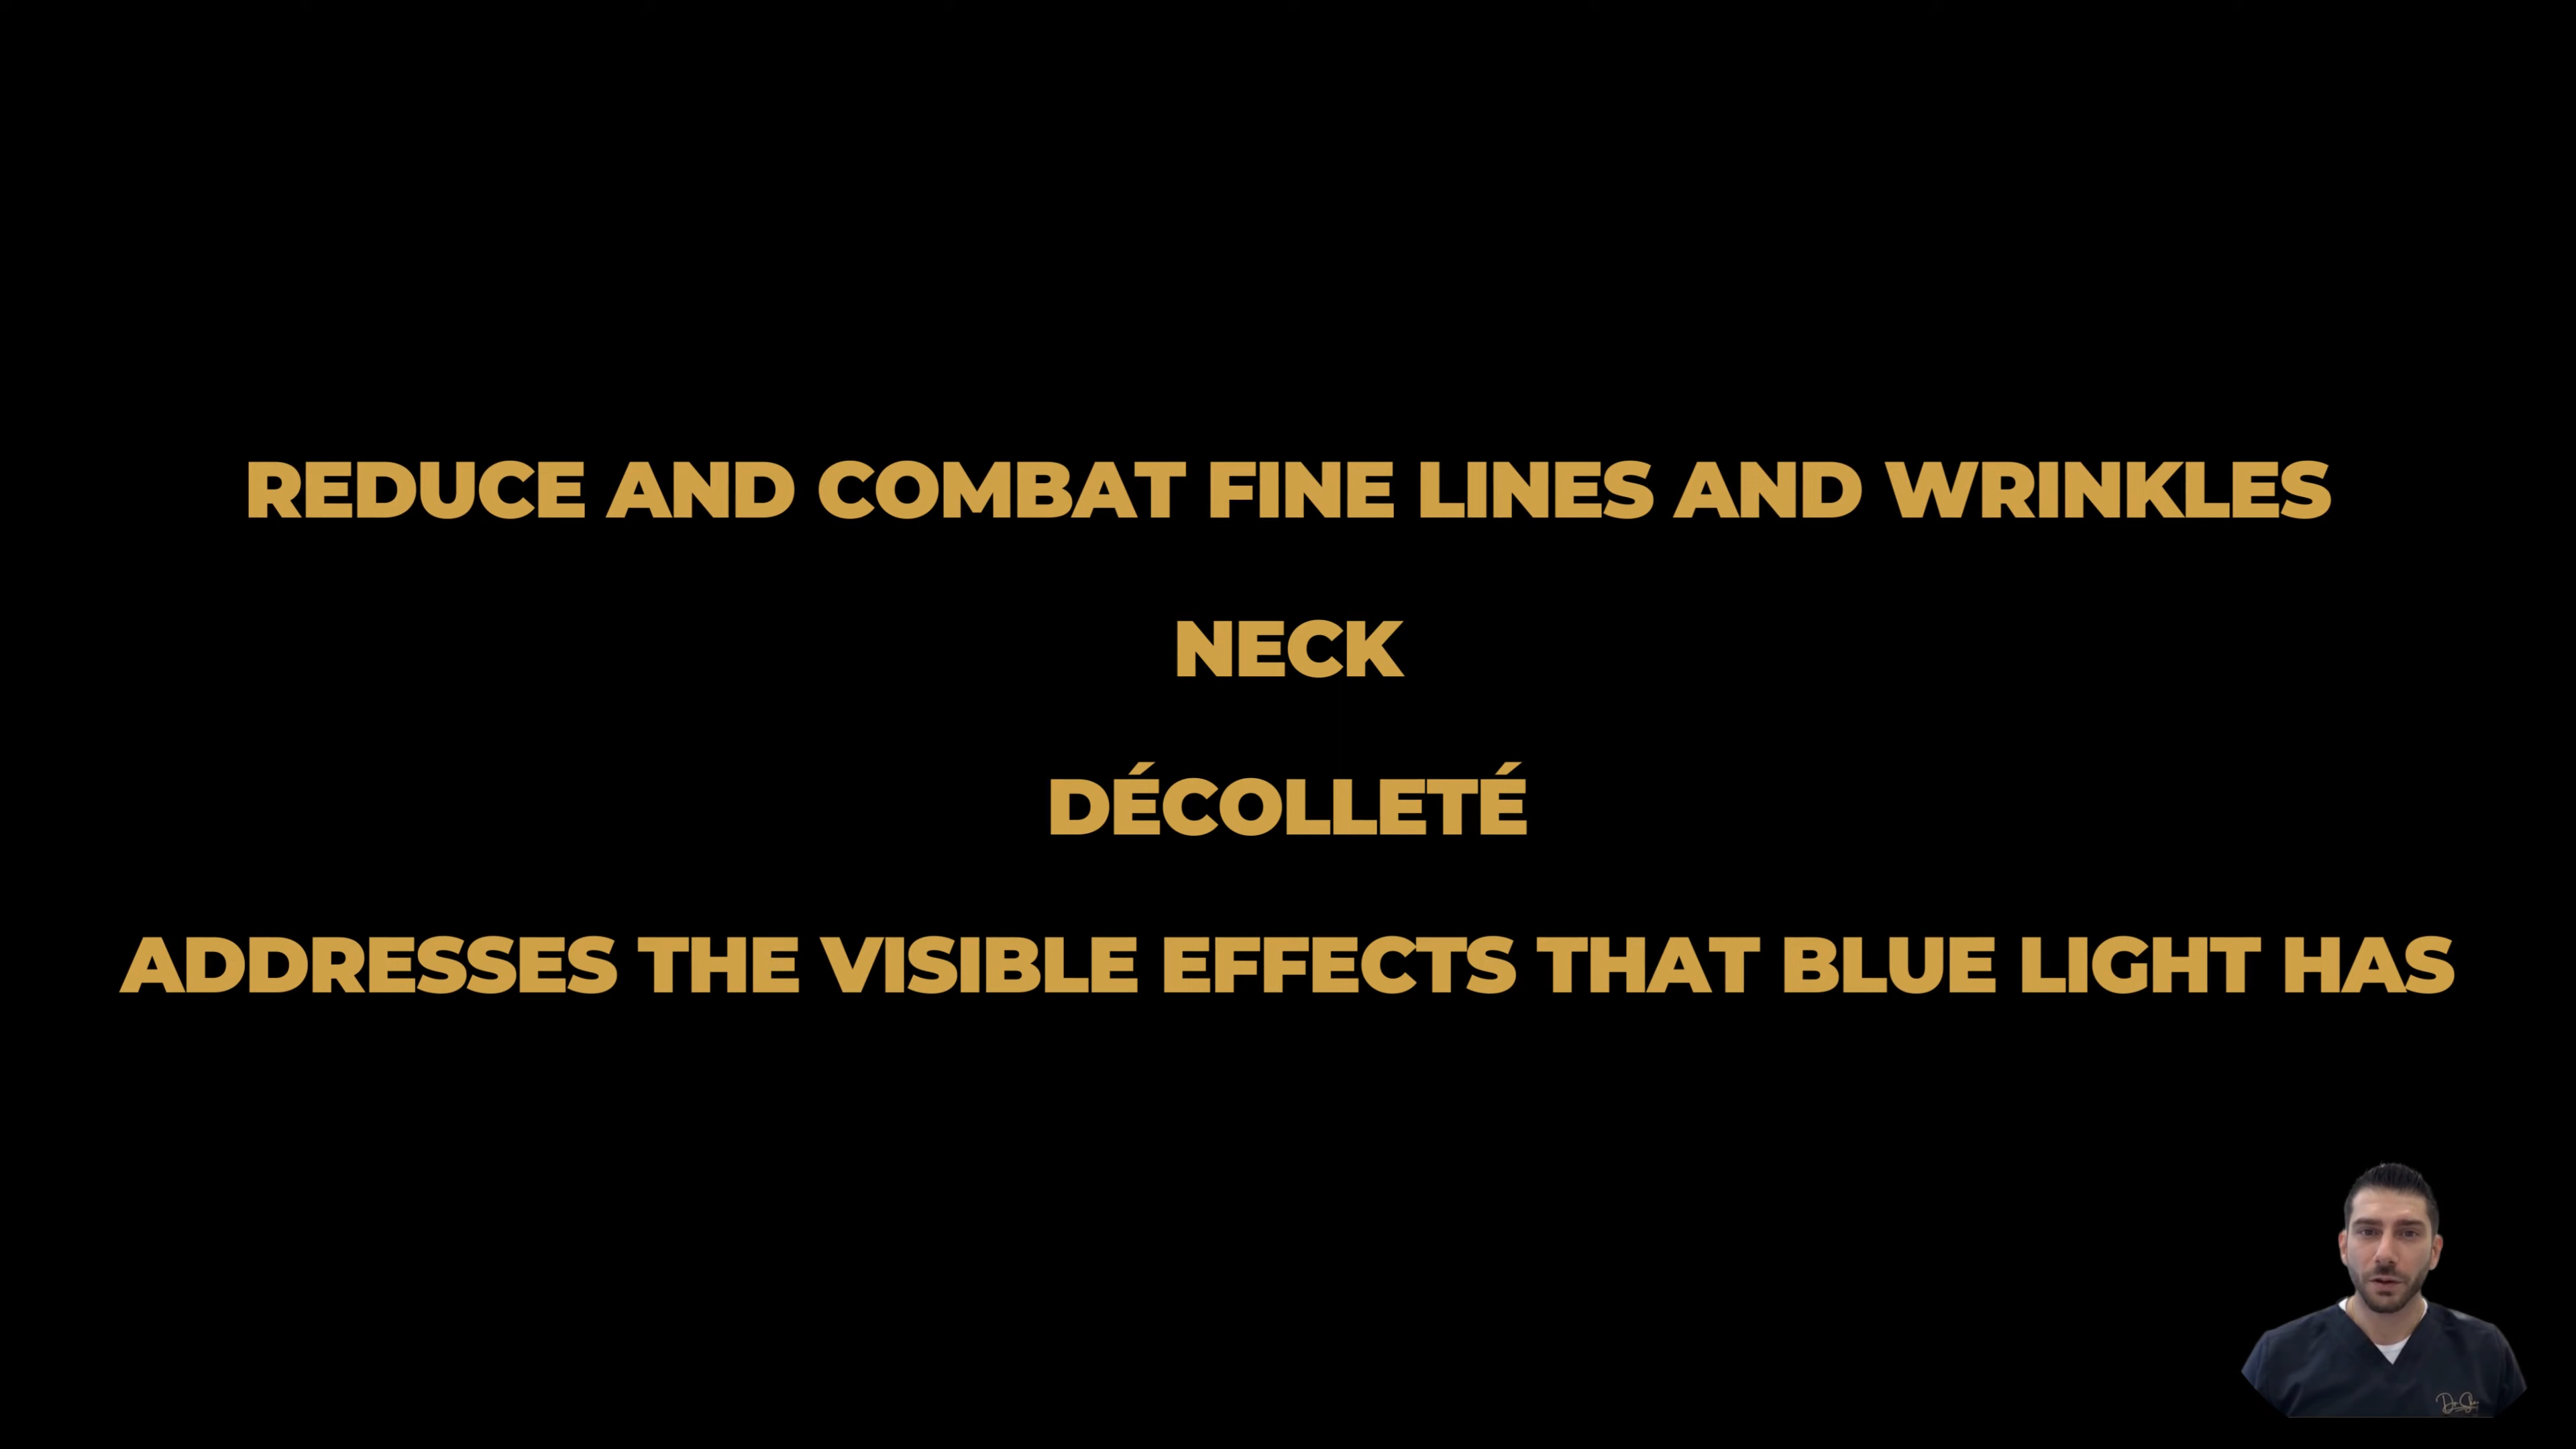 REDUCE AND COMBAT FINE LINES AND WRINKLES
NECK
DÉCOLLETÉ
ADDRESSES THE VISIBLE EFFECTS THAT BLUE LIGHT HAS